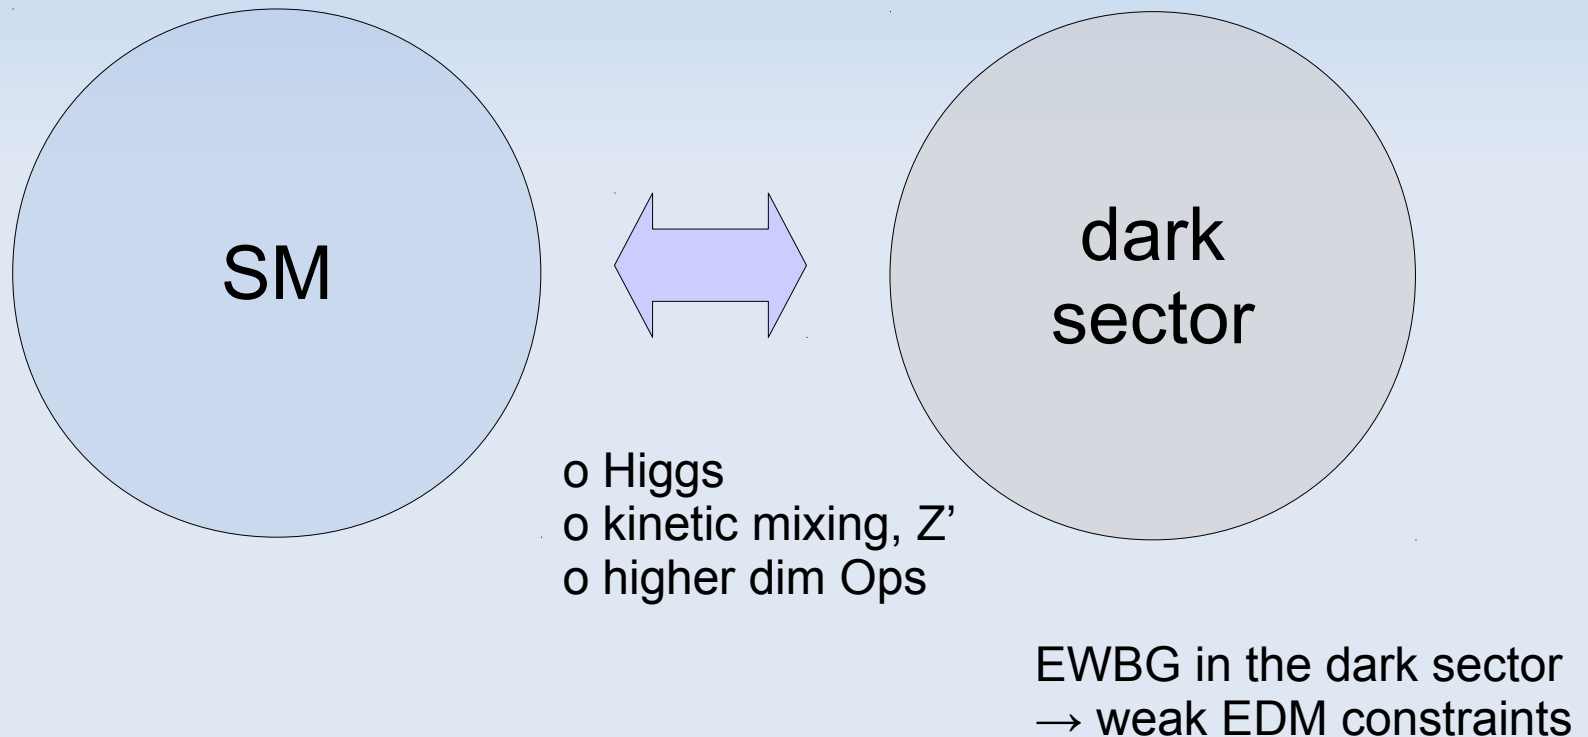 SM
dark
sector
o Higgs
o kinetic mixing, Z’
o higher dim Ops
EWBG in the dark sector
→ weak EDM constraints